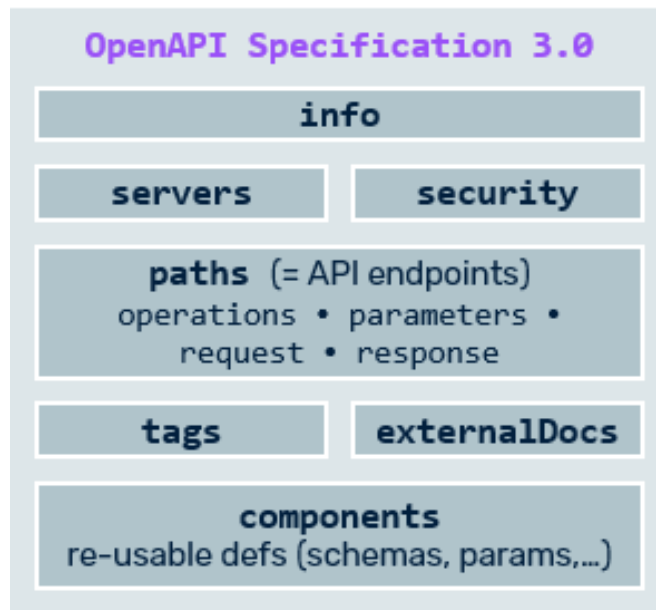 OpenAPI Specification 3.0
info
servers
security
paths (= API endpoints)
operations • parameters •
request • response
tags
externalDocs
components
re-usable defs (schemas, params,…)